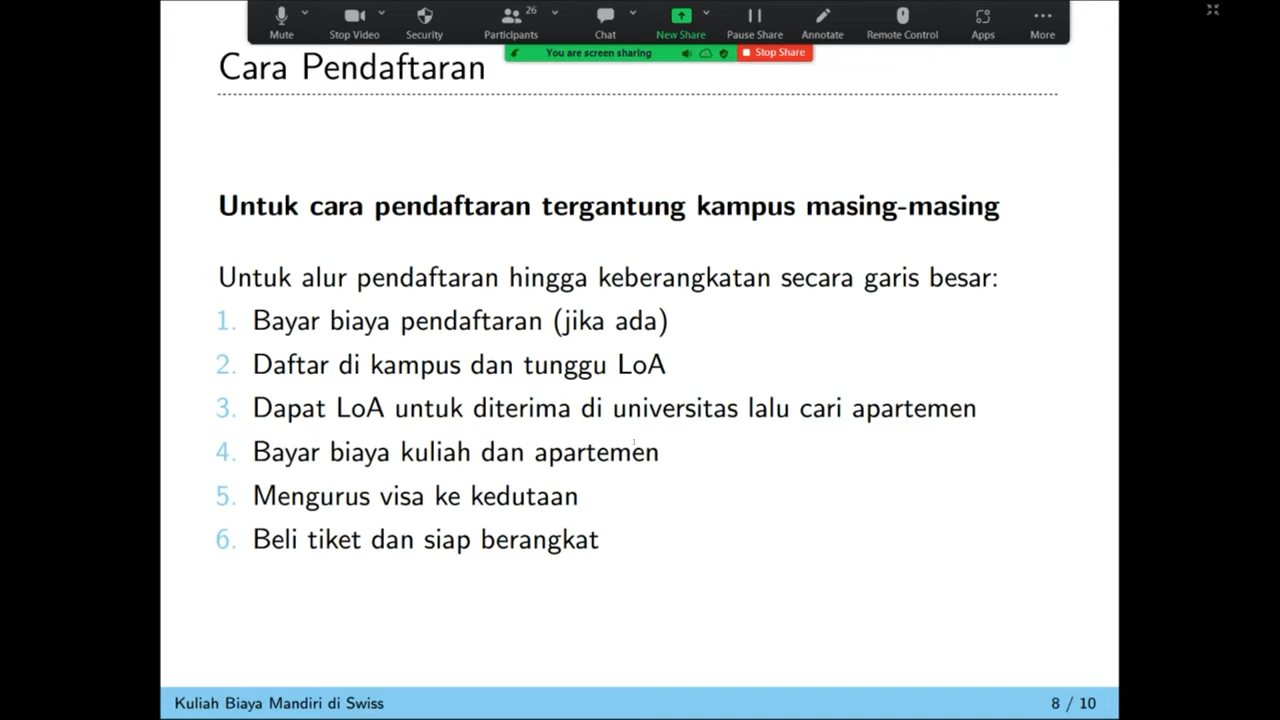 26
Mute
Stop Video
Security
Participants
Chat
New Share
Pause Share
Annotate
Remote Control
Apps
More
You are screen sharing
Stop Share
Cara Pendaftaran
Untuk cara pendaftaran tergantung kampus masing-masing
Untuk alur pendaftaran hingga keberangkatan secara garis besar:
1. Bayar biaya pendaftaran (jika ada)
2. Daftar di kampus dan tunggu LoA
3. Dapat LoA untuk diterima di universitas lalu cari apartemen
4. Bayar biaya kuliah dan apartemen
5. Mengurus visa ke kedutaan
6. Beli tiket dan siap berangkat
Kuliah Biaya Mandiri di Swiss
8 / 10